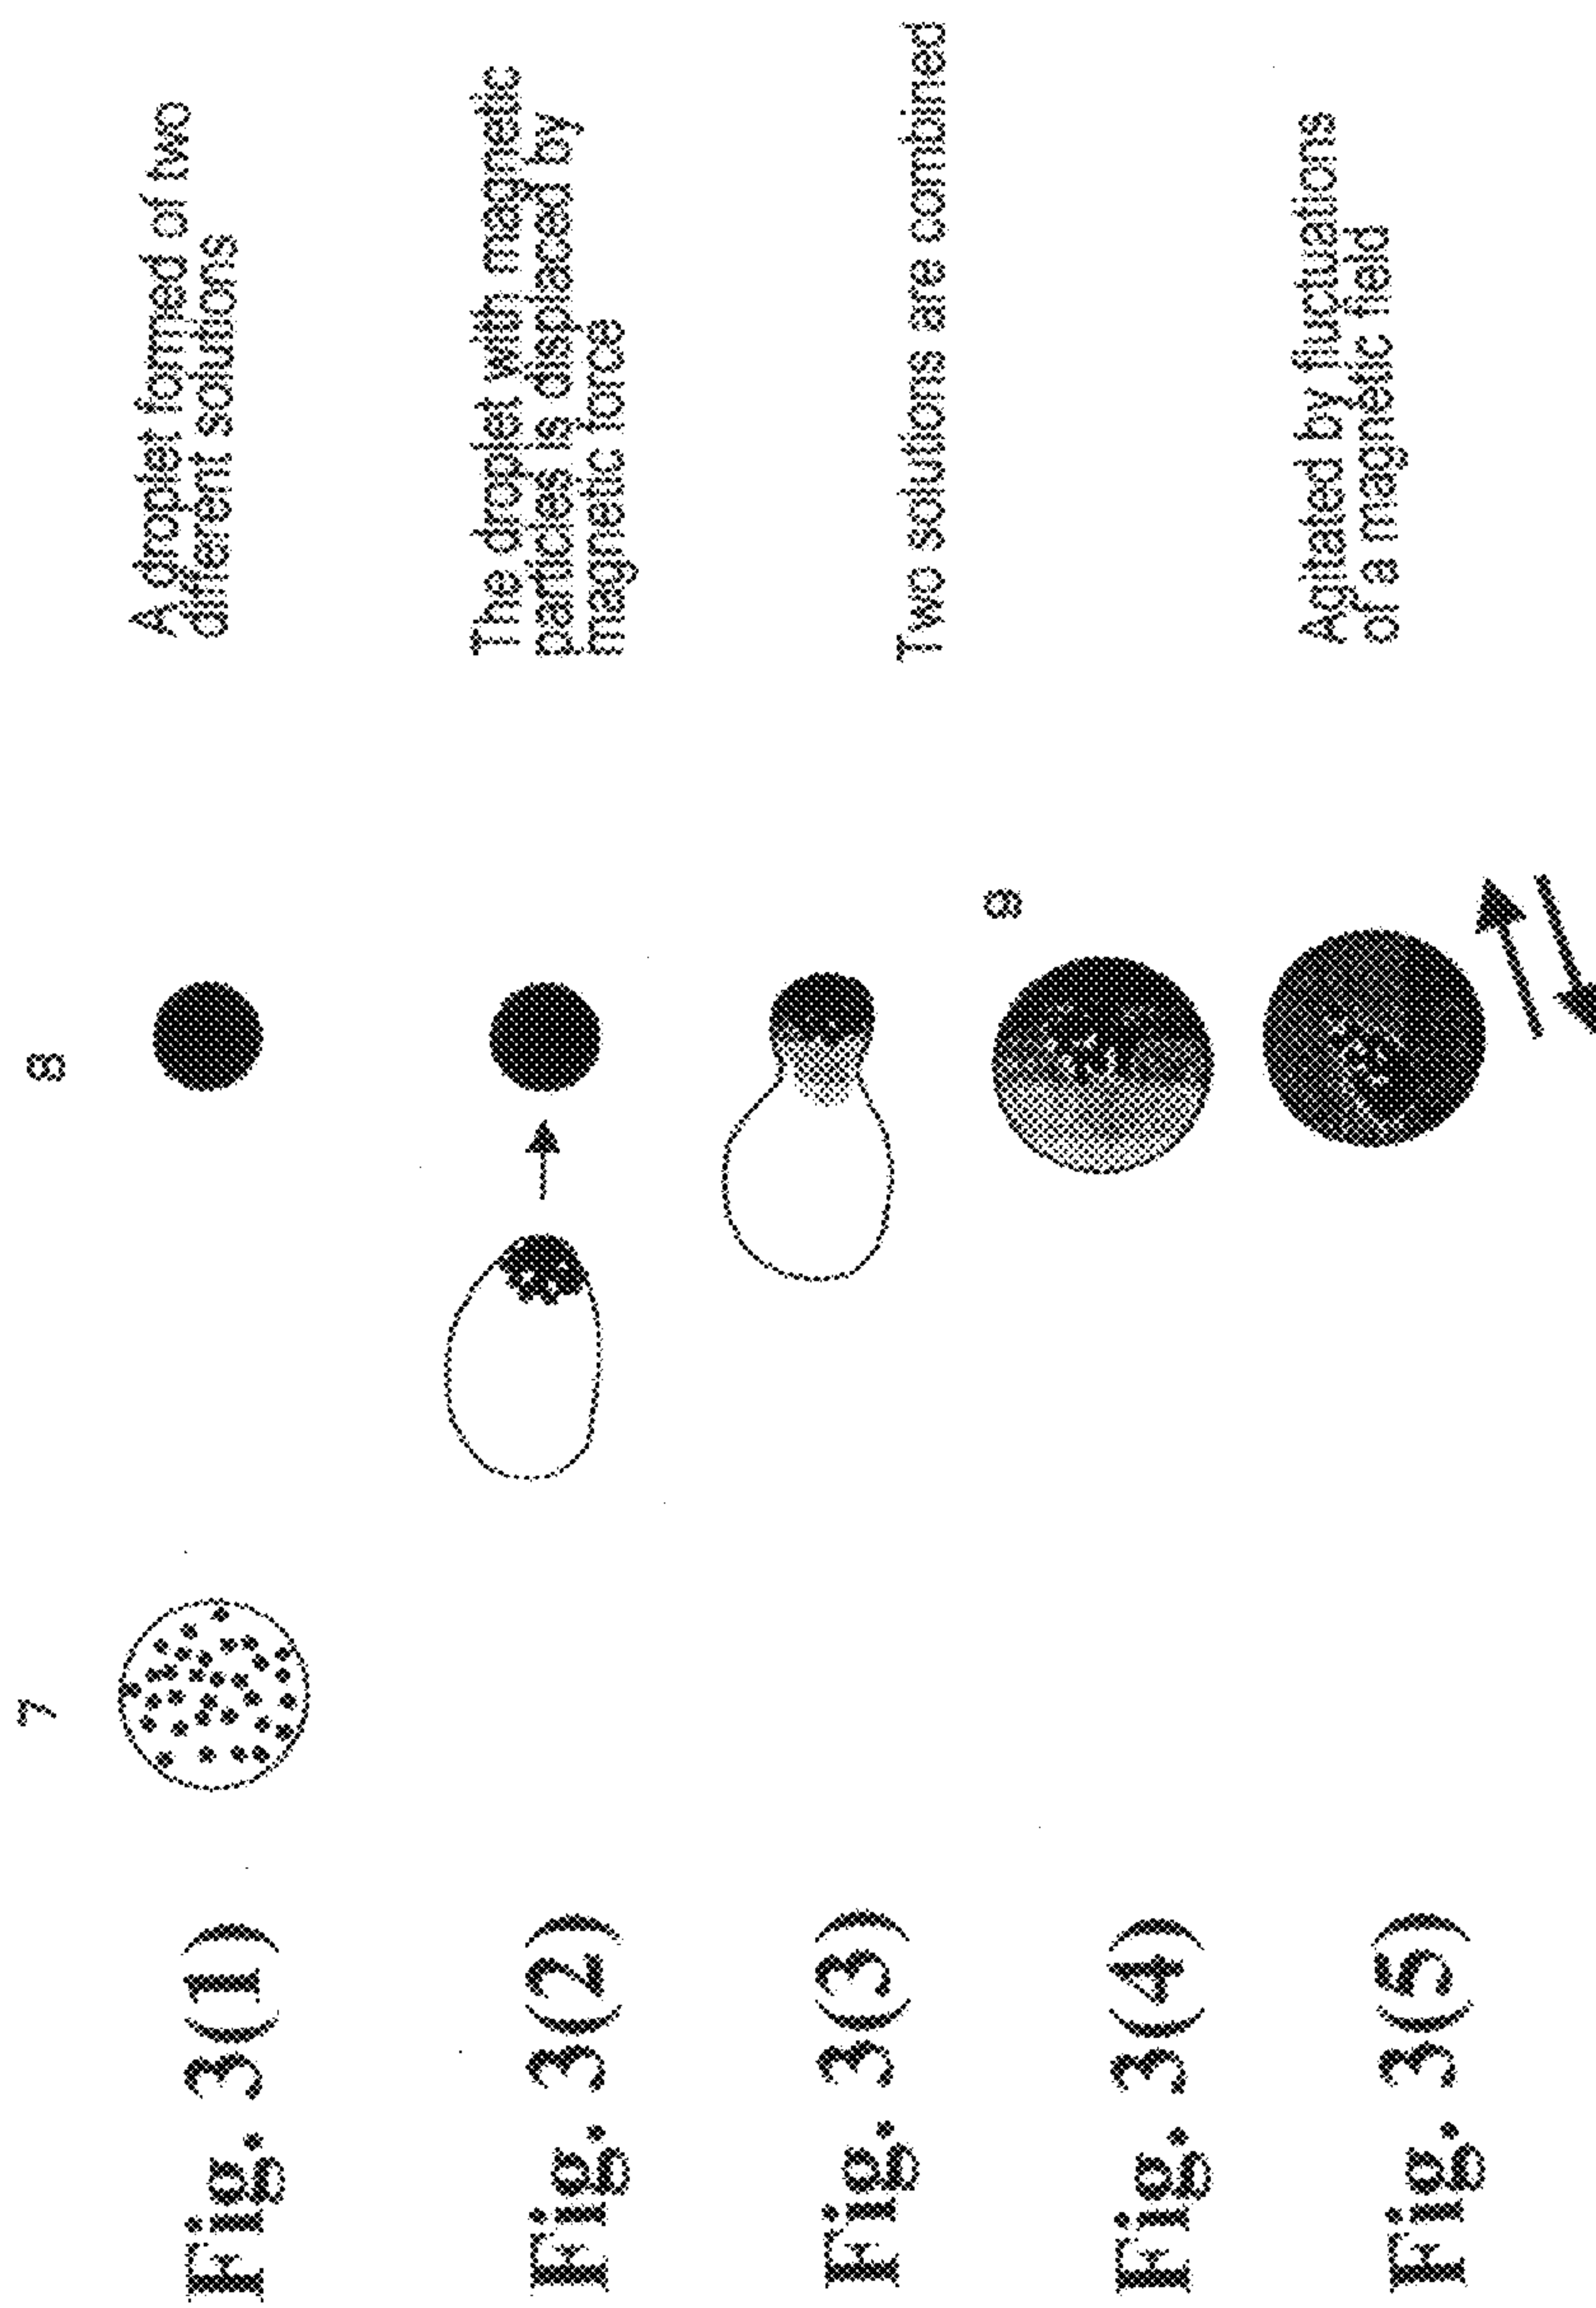 7
8
Fig. 3(1)
A droplet formed of two
different solutions
Fig. 3(2)
The droplet with magnetic
particles is displaced by
magnetic force
Fig. 3(3)
Two solutions are combined
9
Fig. 3(4)
Fig. 3(5)
Agitated by fluctuations
of a magnetic field